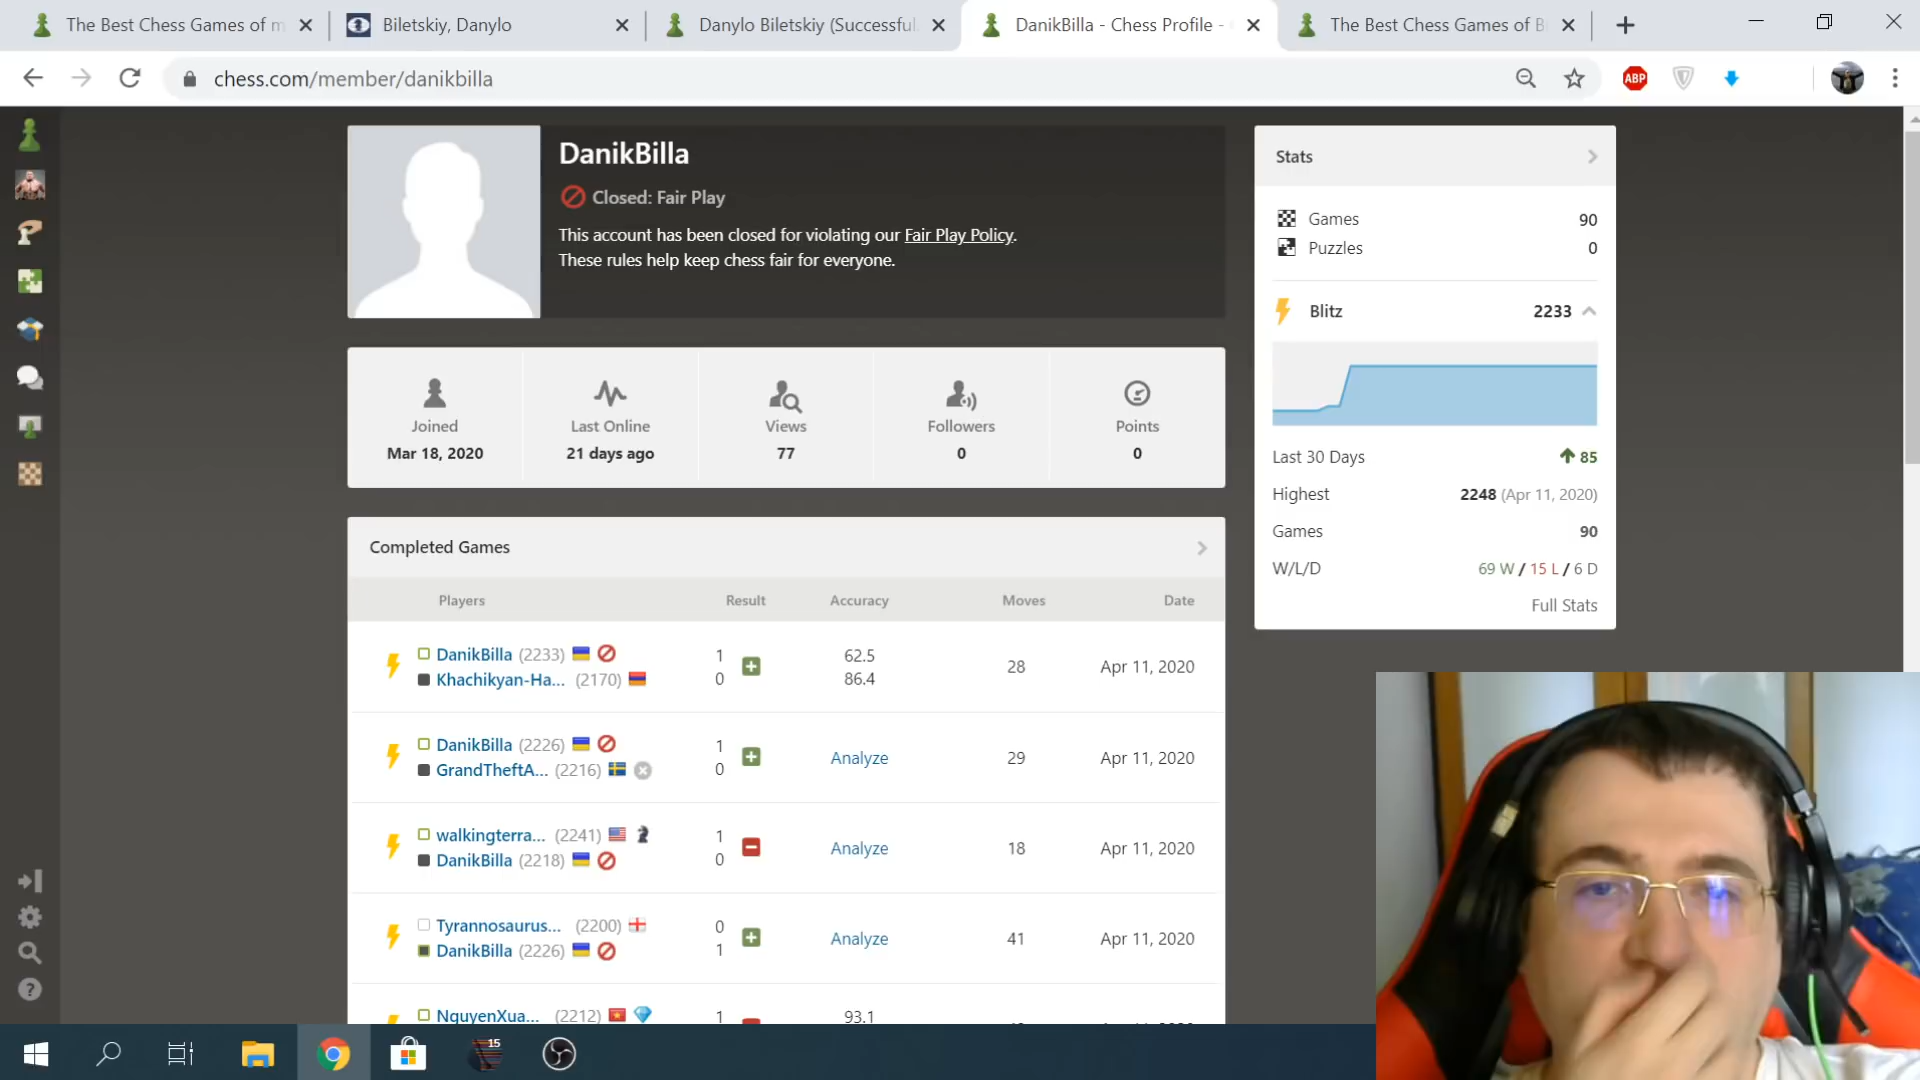 The Best Chess Games of m
Biletskiy, Danylo
Danylo Biletskiy (Successful
DanikBilla - Chess Profile -
The Best Chess Games of B
chess.com/member/danikbilla
ABP
DanikBilla
Closed: Fair Play
This account has been closed for violating our Fair Play Policy.
These rules help keep chess fair for everyone.
Joined
Mar 18, 2020
Last Online
21 days ago
Views
77
Followers
0
Points
0
Stats
Games 90
Puzzles 0
Blitz 2233
Last 30 Days 85
Highest 2248 (Apr 11, 2020)
Games 90
W/L/D 69 W / 15 L / 6 D
Full Stats
Completed Games
Players Result Accuracy Moves Date
DanikBilla (2233) 1 62.5
Khachikyan-Ha... (2170) 0 86.4
28 Apr 11, 2020
DanikBilla (2226) 1
GrandTheftA... (2216) 0
Analyze 29 Apr 11, 2020
walkingterra... (2241) 1
DanikBilla (2218) 0
Analyze 18 Apr 11, 2020
Tyrannosaurus... (2200) 0
DanikBilla (2226) 1
Analyze 41 Apr 11, 2020
NguyenXua... (2212) 1 93.1
15